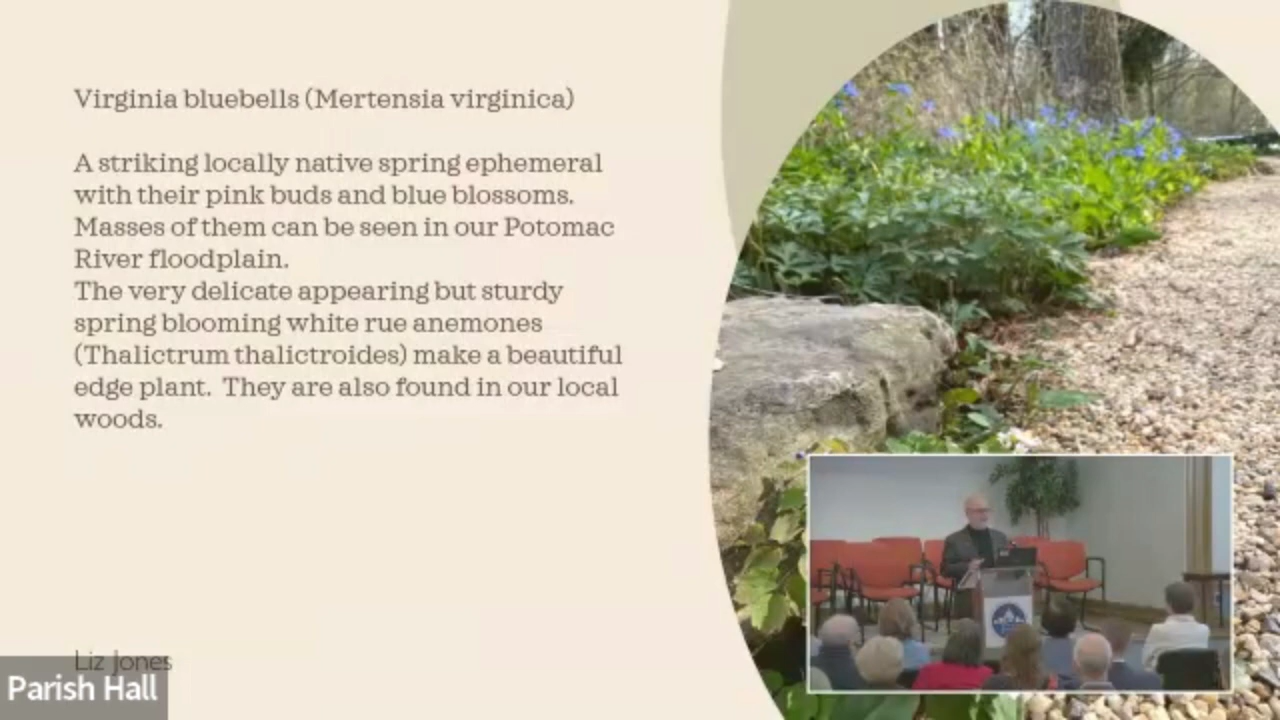 Virginia bluebells (Mertensia virginica)
A striking locally native spring ephemeral
with their pink buds and blue blossoms.
Masses of them can be seen in our Potomac
River floodplain.
The very delicate appearing but sturdy
spring blooming white rue anemones
(Thalictrum thalictroides) make a beautiful
edge plant. They are also found in our local
woods.
Liz Jones
Parish Hall